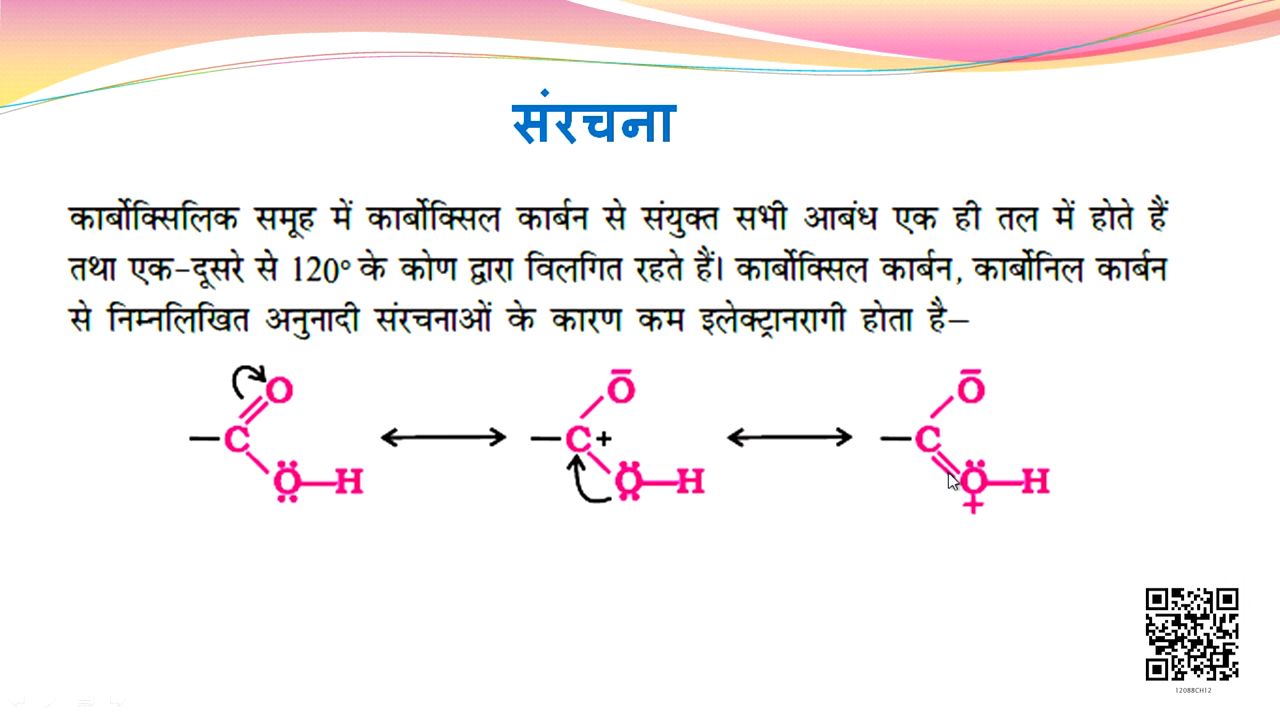 संरचना
कार्बोक्सिलिक समूह में कार्बोक्सिल कार्बन से संयुक्त सभी आबंध एक ही तल में होते हैं
तथा एक-दूसरे से 120° के कोण द्वारा विलगित रहते हैं। कार्बोक्सिल कार्बन, कार्बोनिल कार्बन
से निम्नलिखित अनुनादी संरचनाओं के कारण कम इलेक्ट्रानरागी होता है–
O Ō Ō
–C –C+ –C
O–H O–H O–H
+
12088CH12